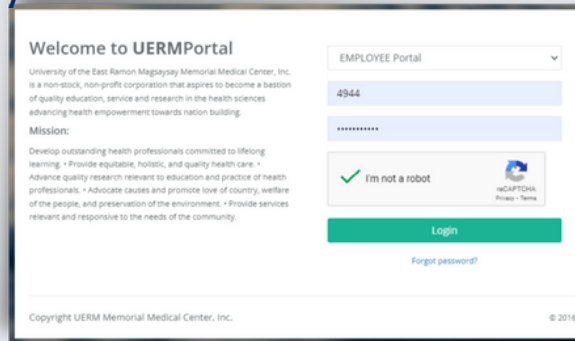 Welcome to UERMPortal
University of the East Ramon Magsaysay Memorial Medical Center, Inc.
is a non-stock, non-profit corporation that aspires to become a bastion
of quality education, service and research in the health sciences
advancing health empowerment towards nation building.
Mission:
Develop outstanding health professionals committed to lifelong
learning. • Provide equitable, holistic, and quality health care. •
Advance quality research relevant to education and practice of health
professionals. • Advocate causes and promote love of country, welfare
of the people, and preservation of the environment. • Provide services
relevant and responsive to the needs of the community.
EMPLOYEE Portal
4944
•••••••••••
I'm not a robot
reCAPTCHA
Privacy - Terms
Login
Forgot password?
Copyright UERM Memorial Medical Center, Inc.
© 2016